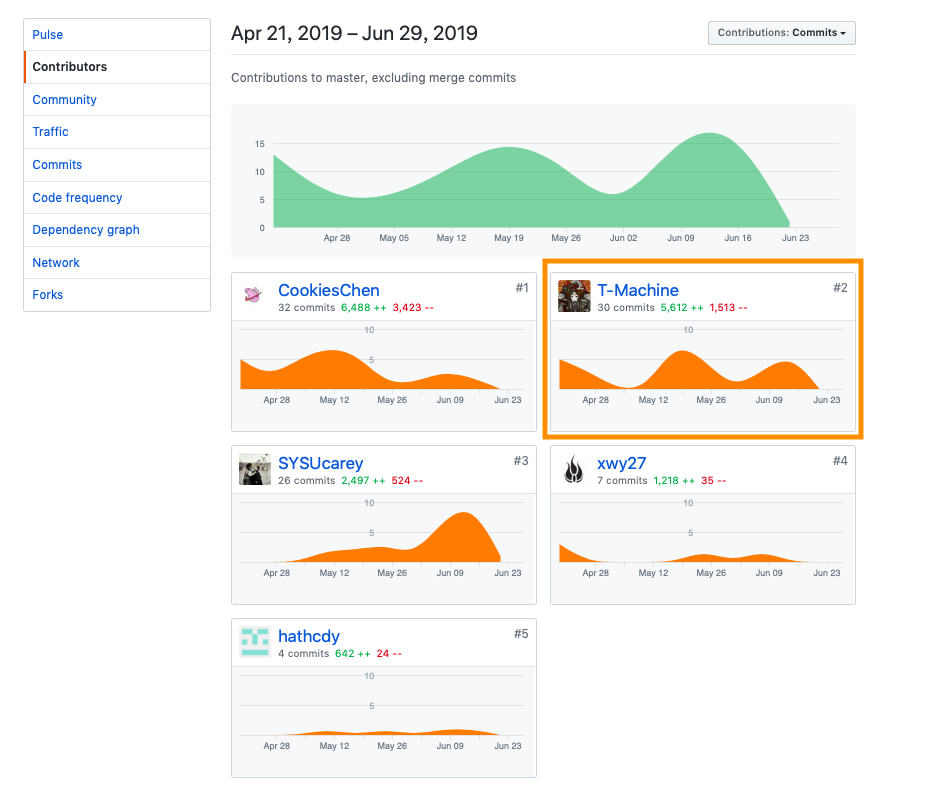 Pulse
Contributors
Community
Traffic
Commits
Code frequency
Dependency graph
Network
Forks
Apr 21, 2019 – Jun 29, 2019
Contributions: Commits
Contributions to master, excluding merge commits
15
10
5
0
Apr 28 May 05 May 12 May 19 May 26 Jun 02 Jun 09 Jun 16 Jun 23
CookiesChen #1
32 commits 6,488 ++ 3,423 --
10
5
Apr 28 May 12 May 26 Jun 09 Jun 23
T-Machine #2
30 commits 5,612 ++ 1,513 --
10
5
Apr 28 May 12 May 26 Jun 09 Jun 23
SYSUcarey #3
26 commits 2,497 ++ 524 --
10
5
Apr 28 May 12 May 26 Jun 09 Jun 23
xwy27 #4
7 commits 1,218 ++ 35 --
10
5
Apr 28 May 12 May 26 Jun 09 Jun 23
hathcdy #5
4 commits 642 ++ 24 --
10
5
Apr 28 May 12 May 26 Jun 09 Jun 23